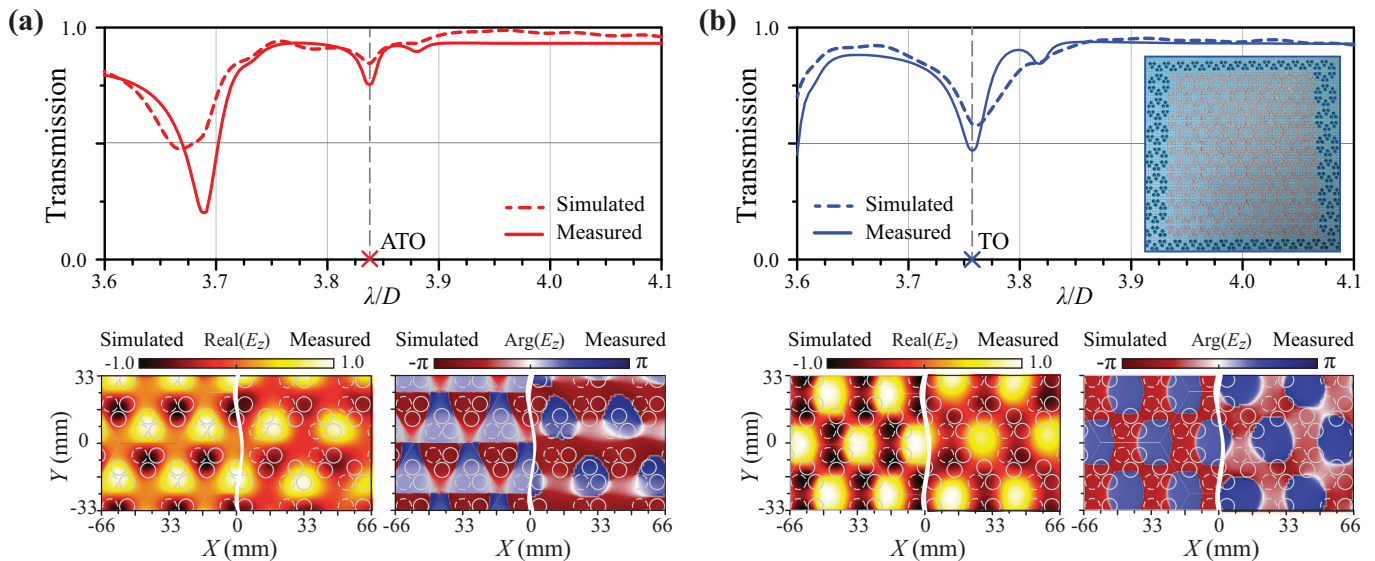 (a)
1.0
Transmission
0.0
Simulated
Measured
ATO
3.6 3.7 3.8 3.9 4.0 4.1
λ/D
Simulated Real(Ez) Measured
-1.0 1.0
Simulated Arg(Ez) Measured
-π π
33
0
-33
Y (mm)
-66 33 0 33 66
X (mm)
-66 33 0 33 66
X (mm)
(b)
1.0
Transmission
0.0
Simulated
Measured
TO
3.6 3.7 3.8 3.9 4.0 4.1
λ/D
Simulated Real(Ez) Measured
-1.0 1.0
Simulated Arg(Ez) Measured
-π π
33
0
-33
Y (mm)
-66 33 0 33 66
X (mm)
-66 33 0 33 66
X (mm)